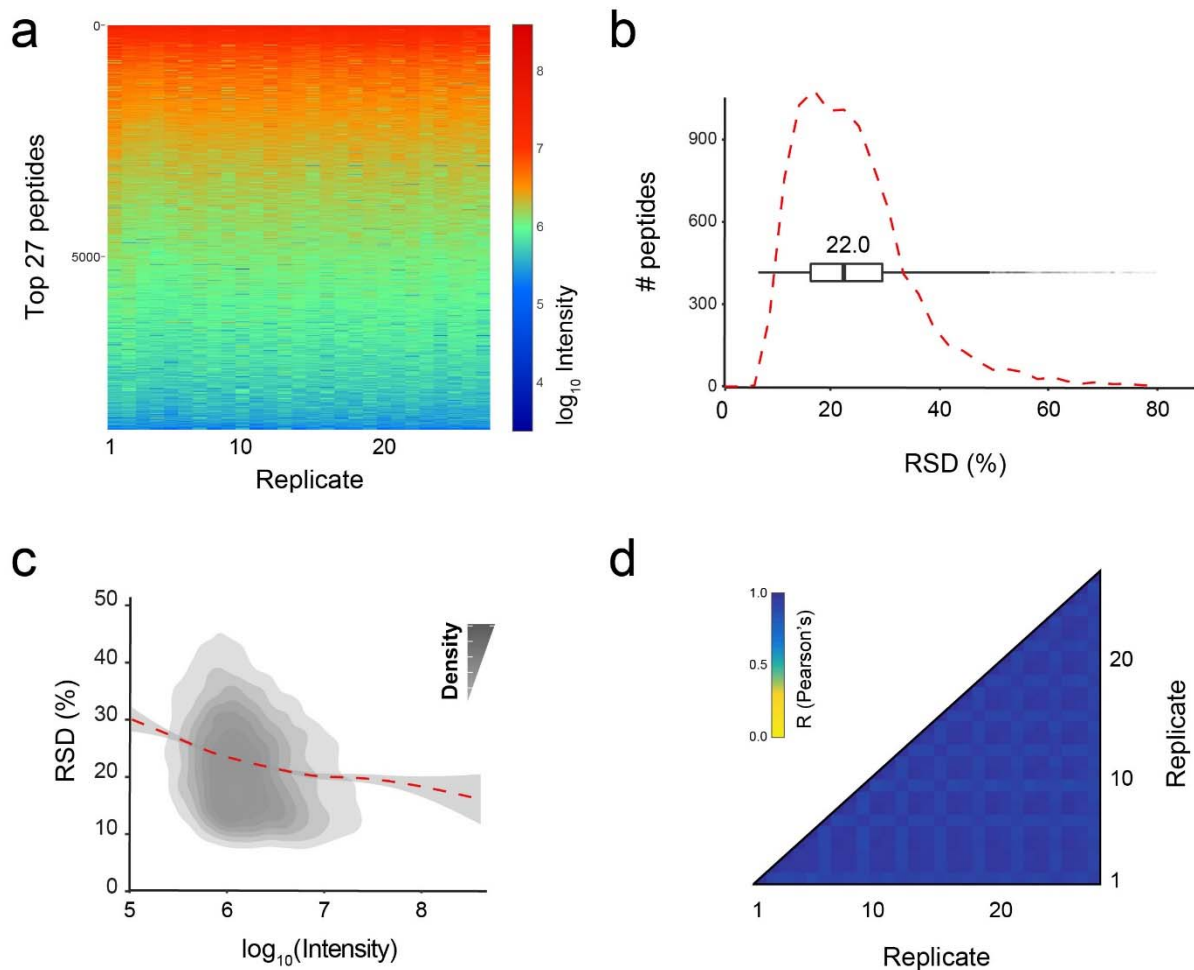 a
0
5000
Top 27 peptides
1
10
20
Replicate
8
7
6
5
4
log₁₀ Intensity
b
900
600
300
0
# peptides
22.0
0
20
40
60
80
RSD (%)
c
50
40
30
20
10
0
RSD (%)
Density
5
6
7
8
log₁₀(Intensity)
d
1.0
0.5
0.0
R (Pearson's)
20
10
1
Replicate
1
10
20
Replicate